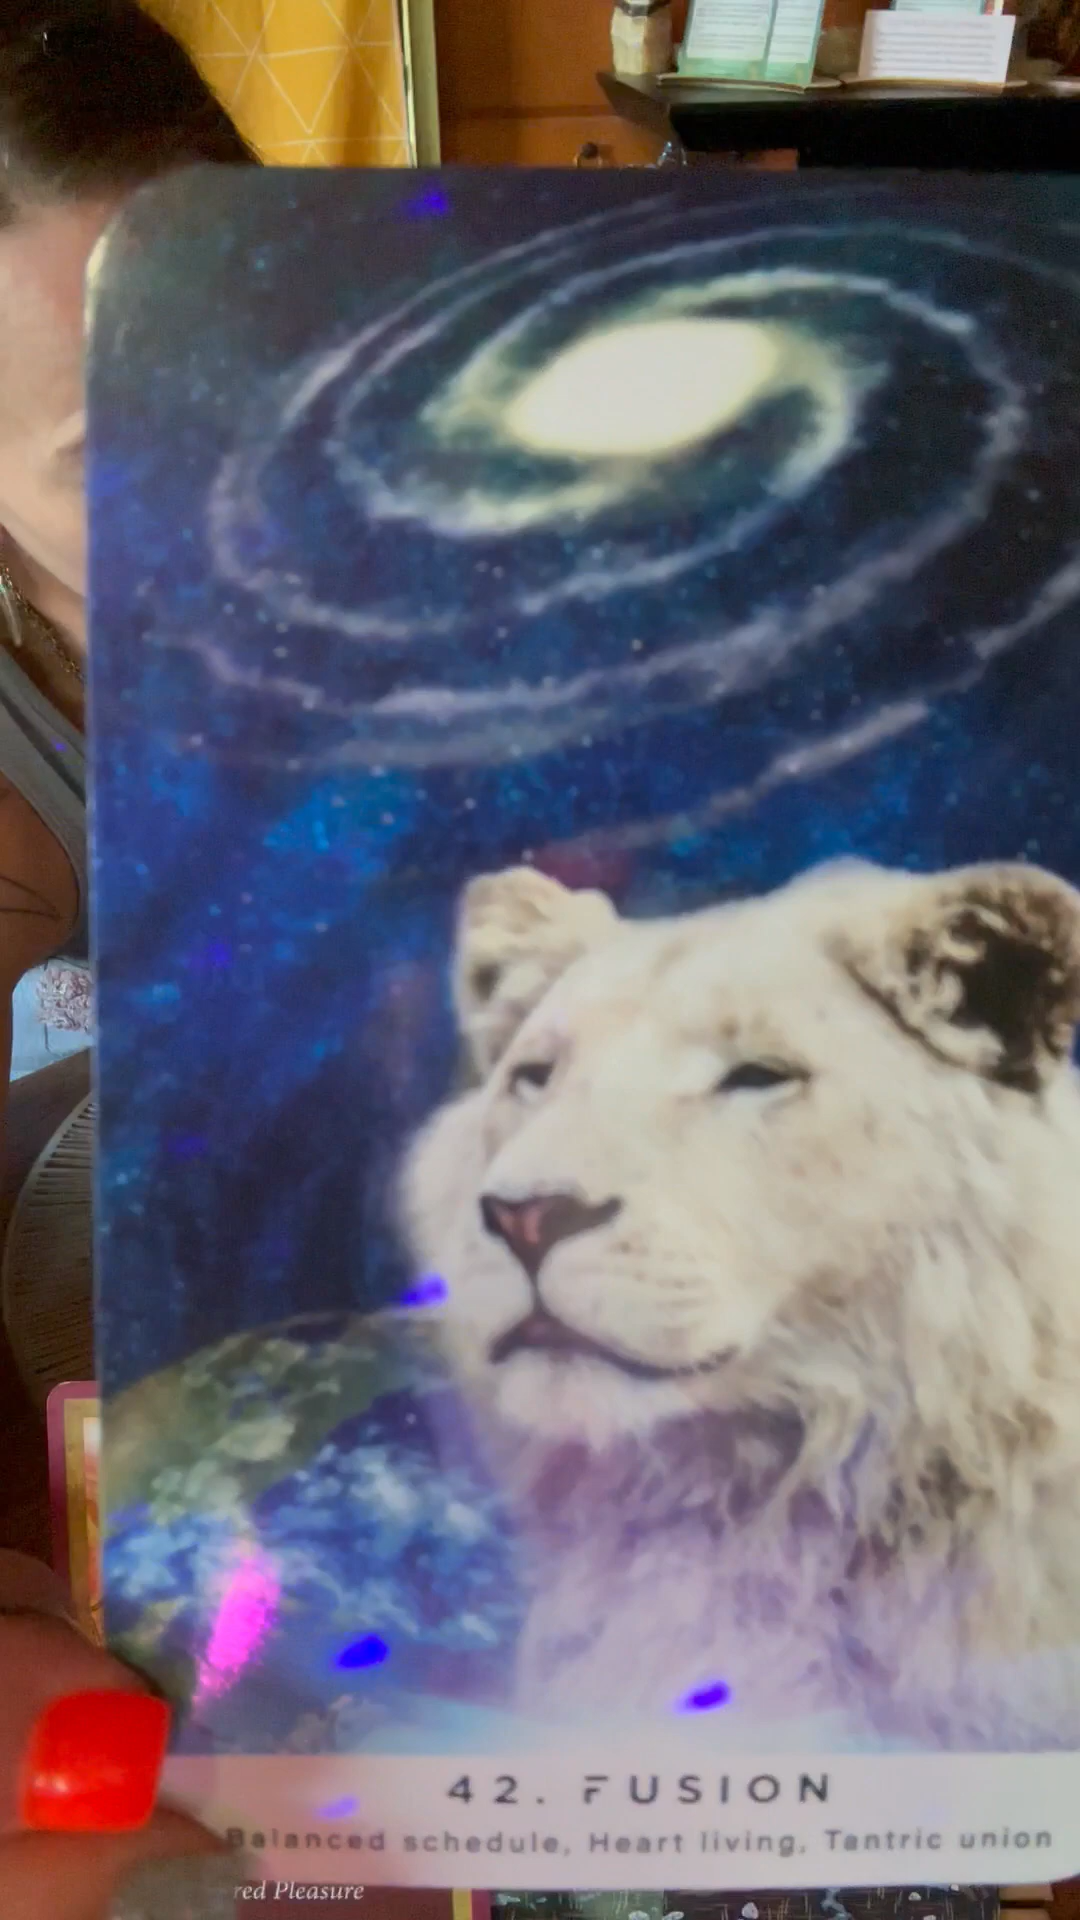 42. FUSION
Balanced schedule, Heart living, Tantric union
red Pleasure